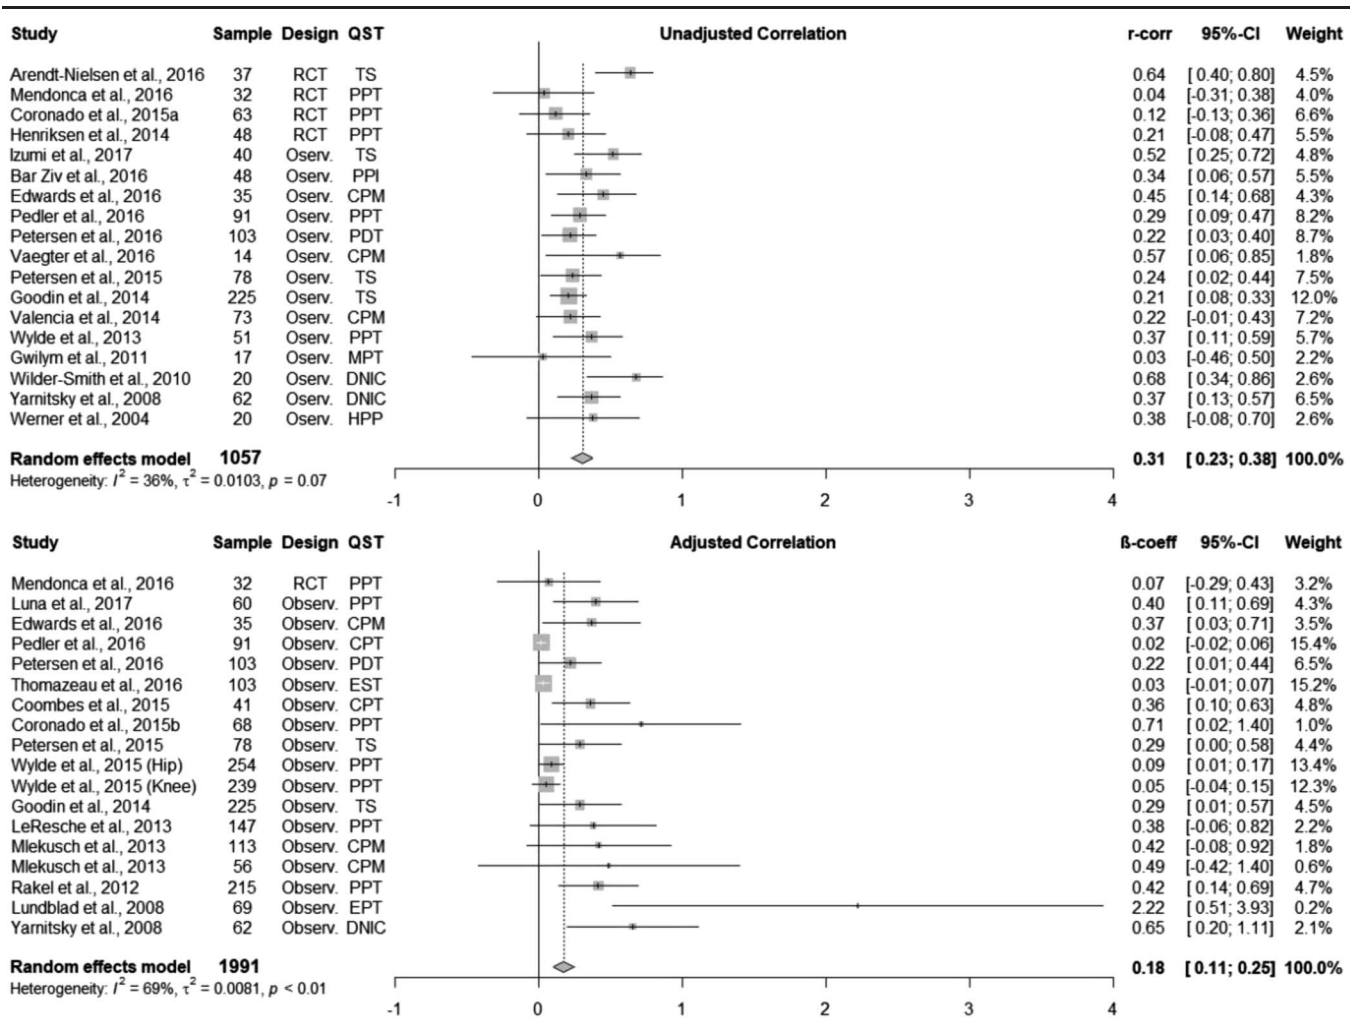 Study Sample Design QST Unadjusted Correlation r-corr 95%-CI Weight
Arendt-Nielsen et al., 2016 37 RCT TS 0.64 [ 0.40; 0.80] 4.5%
Mendonca et al., 2016 32 RCT PPT 0.04 [-0.31; 0.38] 4.0%
Coronado et al., 2015a 63 RCT PPT 0.12 [-0.13; 0.36] 6.6%
Henriksen et al., 2014 48 RCT PPT 0.21 [-0.08; 0.47] 5.5%
Izumi et al., 2017 40 Oserv. TS 0.52 [ 0.25; 0.72] 4.8%
Bar Ziv et al., 2016 48 Oserv. PPI 0.34 [ 0.06; 0.57] 5.5%
Edwards et al., 2016 35 Oserv. CPM 0.45 [ 0.14; 0.68] 4.3%
Pedler et al., 2016 91 Oserv. PPT 0.29 [ 0.09; 0.47] 8.2%
Petersen et al., 2016 103 Oserv. PDT 0.22 [ 0.03; 0.40] 8.7%
Vaegter et al., 2016 14 Oserv. CPM 0.57 [ 0.06; 0.85] 1.8%
Petersen et al., 2015 78 Oserv. TS 0.24 [ 0.02; 0.44] 7.5%
Goodin et al., 2014 225 Oserv. TS 0.21 [ 0.08; 0.33] 12.0%
Valencia et al., 2014 73 Oserv. CPM 0.22 [-0.01; 0.43] 7.2%
Wylde et al., 2013 51 Oserv. PPT 0.37 [ 0.11; 0.59] 5.7%
Gwilym et al., 2011 17 Oserv. MPT 0.03 [-0.46; 0.50] 2.2%
Wilder-Smith et al., 2010 20 Oserv. DNIC 0.68 [ 0.34; 0.86] 2.6%
Yarnitsky et al., 2008 62 Oserv. DNIC 0.37 [ 0.13; 0.57] 6.5%
Werner et al., 2004 20 Oserv. HPP 0.38 [-0.08; 0.70] 2.6%
Random effects model 1057 0.31 [ 0.23; 0.38] 100.0%
Heterogeneity: I² = 36%, τ² = 0.0103, p = 0.07
-1 0 1 2 3 4
Study Sample Design QST Adjusted Correlation ß-coeff 95%-CI Weight
Mendonca et al., 2016 32 RCT PPT 0.07 [-0.29; 0.43] 3.2%
Luna et al., 2017 60 Observ. PPT 0.40 [ 0.11; 0.69] 4.3%
Edwards et al., 2016 35 Observ. CPM 0.37 [ 0.03; 0.71] 3.5%
Pedler et al., 2016 91 Observ. CPT 0.02 [-0.02; 0.06] 15.4%
Petersen et al., 2016 103 Observ. PDT 0.22 [ 0.01; 0.44] 6.5%
Thomazeau et al., 2016 103 Observ. EST 0.03 [-0.01; 0.07] 15.2%
Coombes et al., 2015 41 Observ. CPT 0.36 [ 0.10; 0.63] 4.8%
Coronado et al., 2015b 68 Observ. PPT 0.71 [ 0.02; 1.40] 1.0%
Petersen et al., 2015 78 Observ. TS 0.29 [ 0.00; 0.58] 4.4%
Wylde et al., 2015 (Hip) 254 Observ. PPT 0.09 [ 0.01; 0.17] 13.4%
Wylde et al., 2015 (Knee) 239 Observ. PPT 0.05 [-0.04; 0.15] 12.3%
Goodin et al., 2014 225 Observ. TS 0.29 [ 0.01; 0.57] 4.5%
LeResche et al., 2013 147 Observ. PPT 0.38 [-0.06; 0.82] 2.2%
Mlekusch et al., 2013 113 Observ. CPM 0.42 [-0.08; 0.92] 1.8%
Mlekusch et al., 2013 56 Observ. CPM 0.49 [-0.42; 1.40] 0.6%
Rakel et al., 2012 215 Observ. PPT 0.42 [ 0.14; 0.69] 4.7%
Lundblad et al., 2008 69 Observ. EPT 2.22 [ 0.51; 3.93] 0.2%
Yarnitsky et al., 2008 62 Observ. DNIC 0.65 [ 0.20; 1.11] 2.1%
Random effects model 1991 0.18 [ 0.11; 0.25] 100.0%
Heterogeneity: I² = 69%, τ² = 0.0081, p < 0.01
-1 0 1 2 3 4